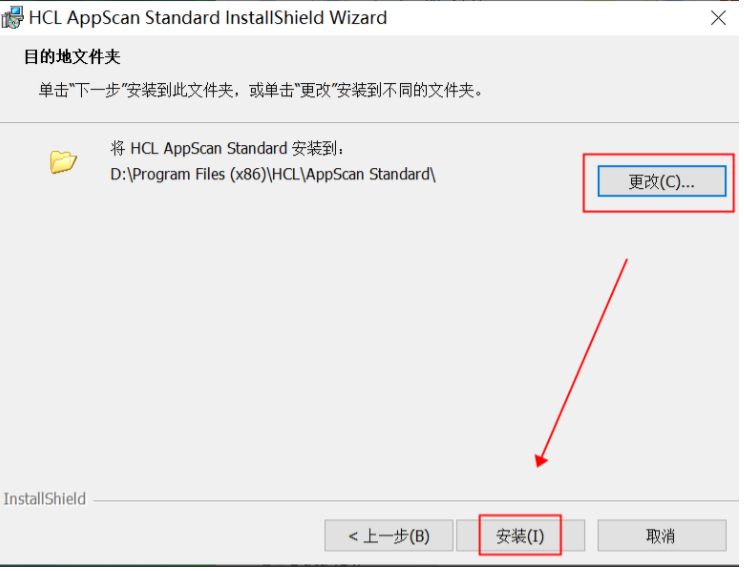 HCL AppScan Standard InstallShield Wizard
目的地文件夹
单击“下一步”安装到此文件夹，或单击“更改”安装到不同的文件夹。
将 HCL AppScan Standard 安装到：
D:\Program Files (x86)\HCL\AppScan Standard\
更改(C)...
InstallShield
< 上一步(B)
安装(I)
取消